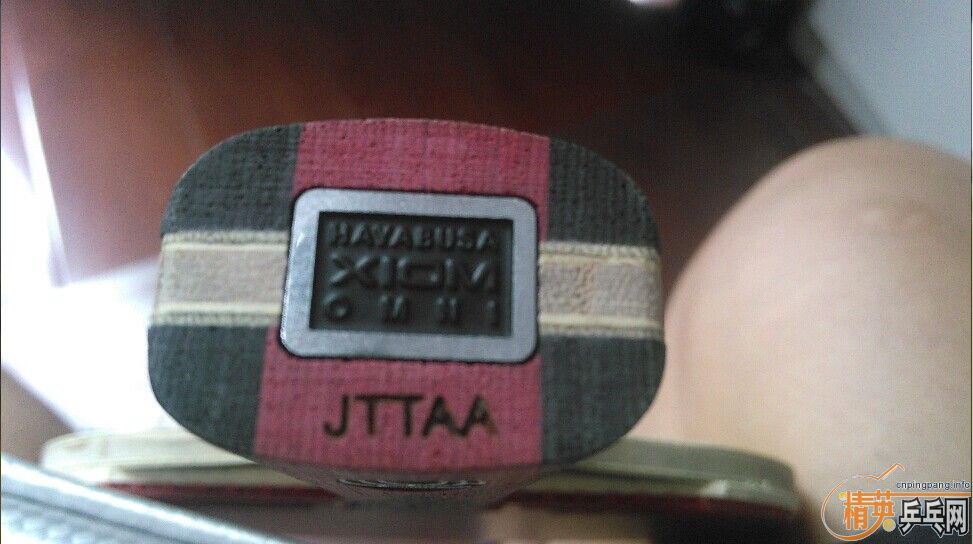 HAYABUSA
XIOM
OMNI
JTTAA
cnpingpang.info
精英乒乓网